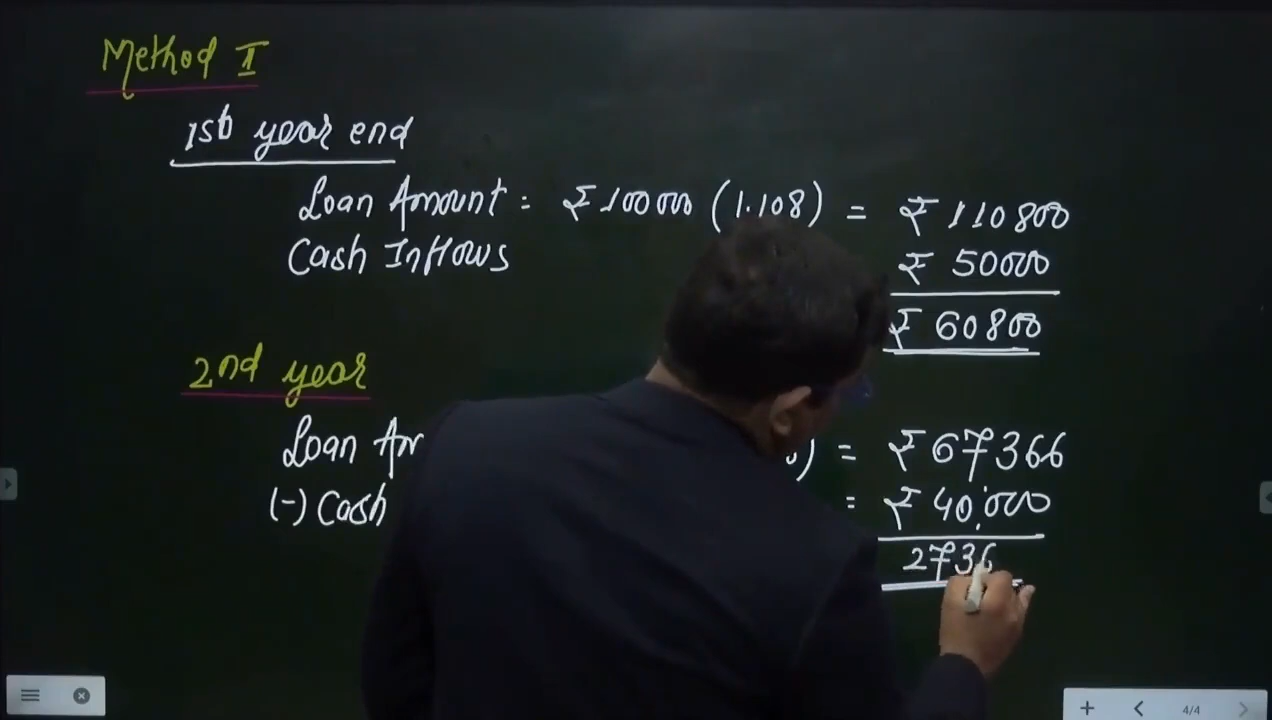 Method II
1st year end
Loan Amount = ₹ 100000 (1.108) = ₹ 110800
Cash Inflows ₹ 50000
₹ 60800
2nd year
Loan Am ) = ₹ 67366
(-) Cash = ₹ 40,000
2736
4/4